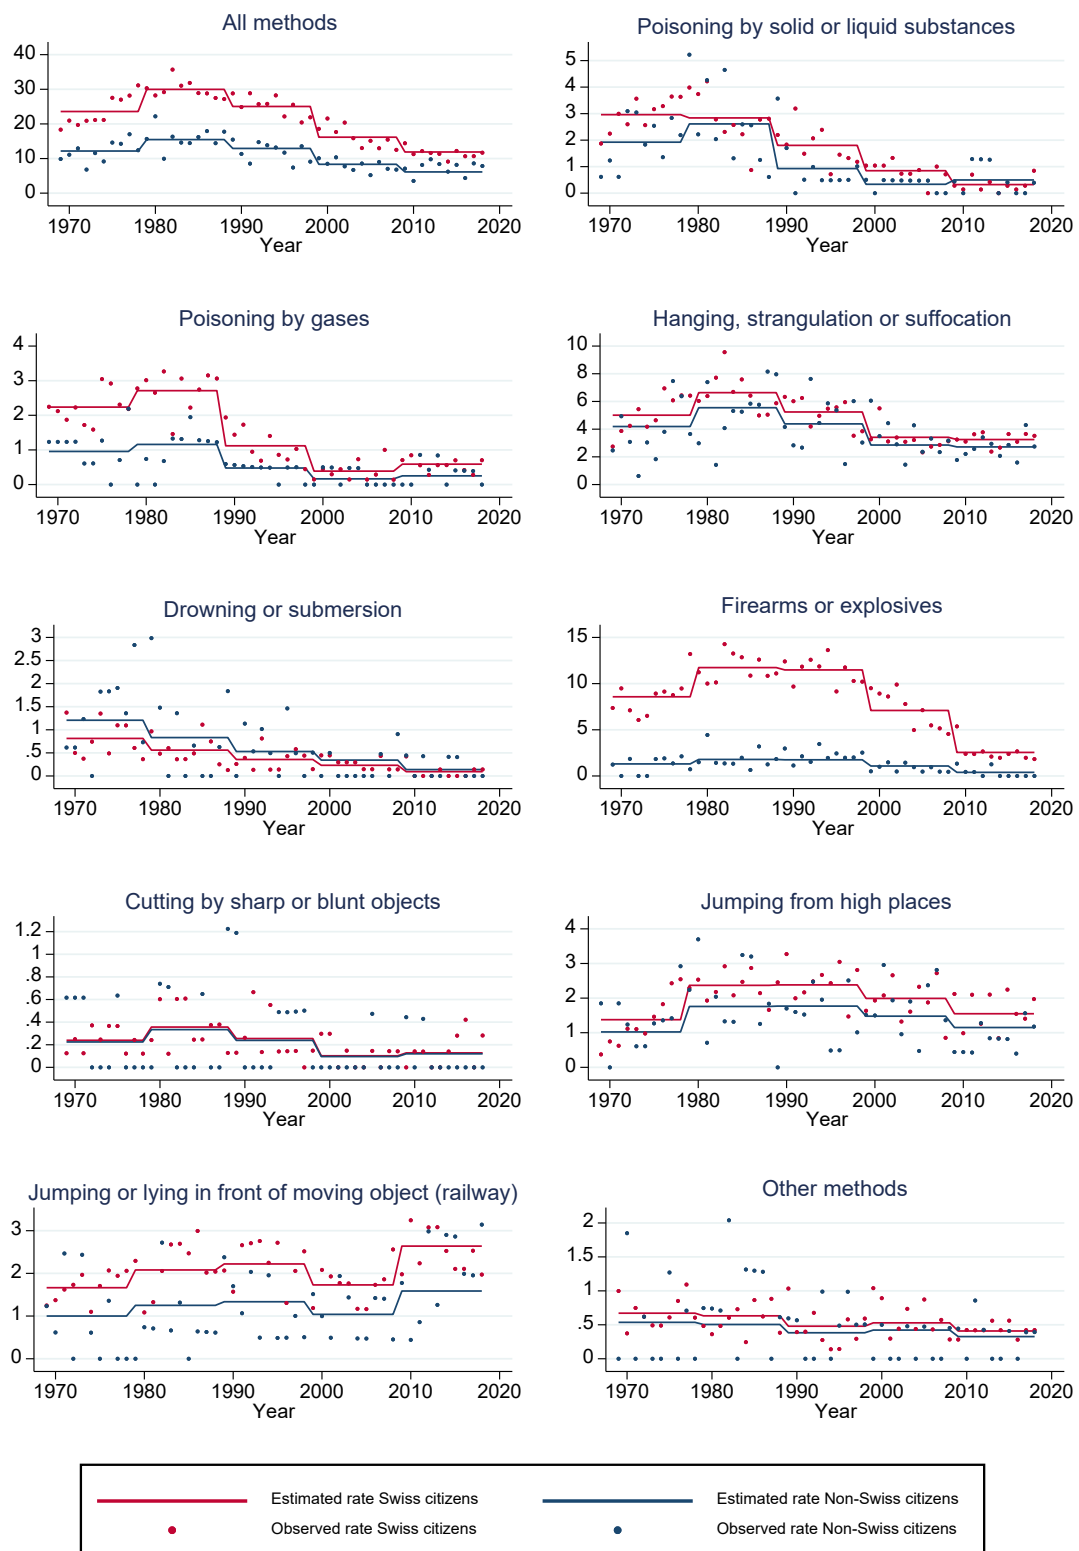 All methods
40
30
20
10
0
1970 1980 1990 2000 2010 2020
Year
Poisoning by solid or liquid substances
5
4
3
2
1
0
1970 1980 1990 2000 2010 2020
Year
Poisoning by gases
4
3
2
1
0
1970 1980 1990 2000 2010 2020
Year
Hanging, strangulation or suffocation
10
8
6
4
2
0
1970 1980 1990 2000 2010 2020
Year
Drowning or submersion
3
2.5
2
1.5
1
.5
0
1970 1980 1990 2000 2010 2020
Year
Firearms or explosives
15
10
5
0
1970 1980 1990 2000 2010 2020
Year
Cutting by sharp or blunt objects
1.2
1
.8
.6
.4
.2
0
1970 1980 1990 2000 2010 2020
Year
Jumping from high places
4
3
2
1
0
1970 1980 1990 2000 2010 2020
Year
Jumping or lying in front of moving object (railway)
3
2
1
0
1970 1980 1990 2000 2010 2020
Year
Other methods
2
1.5
1
.5
0
1970 1980 1990 2000 2010 2020
Year
Estimated rate Swiss citizens Estimated rate Non-Swiss citizens
Observed rate Swiss citizens Observed rate Non-Swiss citizens